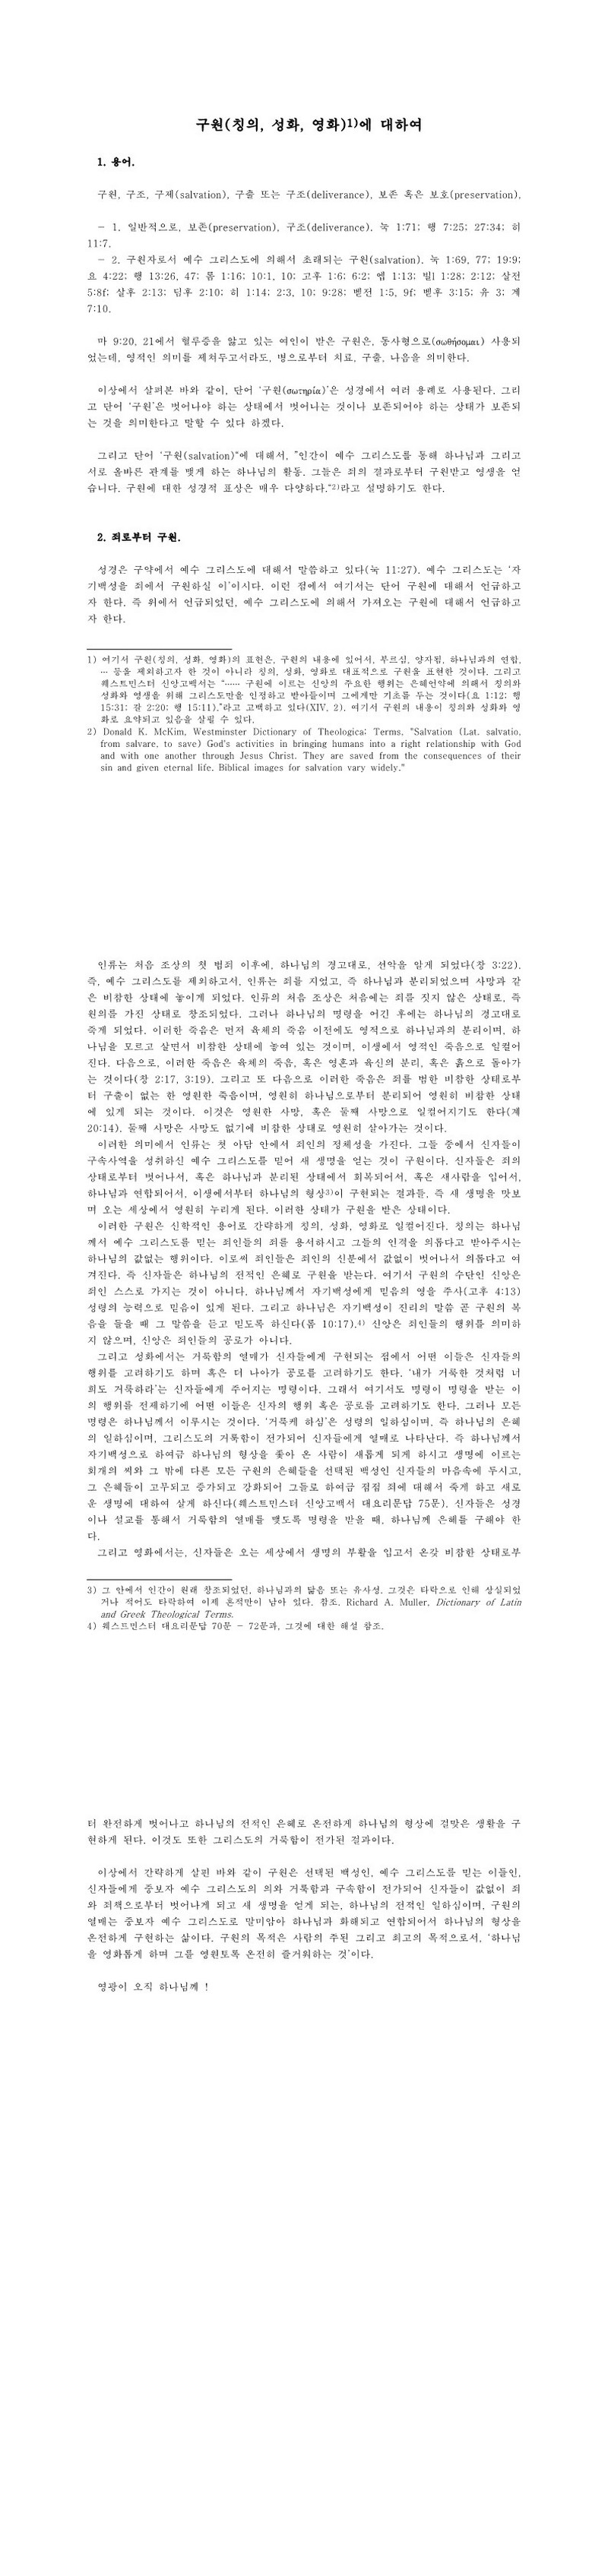 구원(칭의, 성화, 영화)1)에 대하여
1. 용어.
구원, 구조, 구제(salvation), 구출 또는 구조(deliverance), 보존 혹은 보호(preservation),
- 1. 일반적으로, 보존(preservation), 구조(deliverance). 눅 1:71; 행 7:25; 27:34; 히
11:7.
- 2. 구원자로서 예수 그리스도에 의해서 초래되는 구원(salvation). 눅 1:69, 77; 19:9;
요 4:22; 행 13:26, 47; 롬 1:16; 10:1, 10; 고후 1:6; 6:2; 엡 1:13; 빌 1:28; 2:12; 살전
5:8f; 살후 2:13; 딤후 2:10; 히 1:14; 2:3, 10; 9:28; 벧전 1:5, 9f; 벧후 3:15; 유 3; 계
7:10.
마 9:20, 21에서 혈루증을 앓고 있는 여인이 받은 구원은, 동사형으로(σωθήσομαι) 사용되
었는데, 영적인 의미를 제쳐두고서라도, 병으로부터 치료, 구출, 나음을 의미한다.
이상에서 살펴본 바와 같이, 단어 '구원(σωτηρία)'은 성경에서 여러 용례로 사용된다. 그리
고 단어 '구원'은 벗어나야 하는 상태에서 벗어나는 것이나 보존되어야 하는 상태가 보존되
는 것을 의미한다고 말할 수 있다 하겠다.
그리고 단어 '구원(salvation)"에 대해서, "인간이 예수 그리스도를 통해 하나님과 그리고
서로 올바른 관계를 맺게 하는 하나님의 활동. 그들은 죄의 결과로부터 구원받고 영생을 얻
습니다. 구원에 대한 성경적 표상은 매우 다양하다."2)라고 설명하기도 한다.
2. 죄로부터 구원.
성경은 구약에서 예수 그리스도에 대해서 말씀하고 있다(눅 11:27). 예수 그리스도는 '자
기백성을 죄에서 구원하실 이'이시다. 이런 점에서 여기서는 단어 구원에 대해서 언급하고
자 한다. 즉 위에서 언급되었던, 예수 그리스도에 의해서 가져오는 구원에 대해서 언급하고
자 한다.
1) 여기서 구원(칭의, 성화, 영화)의 표현은, 구원의 내용에 있어서, 부르심, 양자됨, 하나님과의 연합,
… 등을 제외하고자 한 것이 아니라 칭의, 성화, 영화로 대표적으로 구원을 표현한 것이다. 그리고
웨스트민스터 신앙고백서는 "…… 구원에 이르는 신앙의 주요한 행위는 은혜언약에 의해서 칭의와
성화와 영생을 위해 그리스도만을 인정하고 받아들이며 그에게만 기초를 두는 것이다(요 1:12; 행
15:31; 갈 2:20; 행 15:11)."라고 고백하고 있다(XIV, 2). 여기서 구원의 내용이 칭의와 성화와 영
화로 요약되고 있음을 살필 수 있다.
2) Donald K. McKim, Westminster Dictionary of Theologica; Terms, "Salvation (Lat. salvatio,
from salvare, to save) God's activities in bringing humans into a right relationship with God
and with one another through Jesus Christ. They are saved from the consequences of their
sin and given eternal life. Biblical images for salvation vary widely."
인류는 처음 조상의 첫 범죄 이후에, 하나님의 경고대로, 선악을 알게 되었다(창 3:22).
즉, 예수 그리스도를 제외하고서, 인류는 죄를 지었고, 즉 하나님과 분리되었으며 사망과 같
은 비참한 상태에 놓이게 되었다. 인류의 처음 조상은 처음에는 죄를 짓지 않은 상태로, 즉
원의를 가진 상태로 창조되었다. 그러나 하나님의 명령을 어긴 후에는 하나님의 경고대로
죽게 되었다. 이러한 죽음은 먼저 육체의 죽음 이전에도 영적으로 하나님과의 분리이며, 하
나님을 모르고 살면서 비참한 상태에 놓여 있는 것이며, 이생에서 영적인 죽음으로 일컬어
진다. 다음으로, 이러한 죽음은 육체의 죽음, 혹은 영혼과 육신의 분리, 혹은 흙으로 돌아가
는 것이다(창 2:17, 3:19). 그리고 또 다음으로 이러한 죽음은 죄를 범한 비참한 상태로부
터 구출이 없는 한 영원한 죽음이며, 영원히 하나님으로부터 분리되어 영원히 비참한 상태
에 있게 되는 것이다. 이것은 영원한 사망, 혹은 둘째 사망으로 일컬어지기도 한다(계
20:14). 둘째 사망은 사망도 없기에 비참한 상태로 영원히 살아가는 것이다.
이러한 의미에서 인류는 첫 아담 안에서 죄인의 정체성을 가진다. 그들 중에서 신자들이
구속사역을 성취하신 예수 그리스도를 믿어 새 생명을 얻는 것이 구원이다. 신자들은 죄의
상태로부터 벗어나서, 혹은 하나님과 분리된 상태에서 회복되어서, 혹은 새사람을 입어서,
하나님과 연합되어서, 이생에서부터 하나님의 형상3)이 구현되는 결과들, 즉 새 생명을 맛보
며 오는 세상에서 영원히 누리게 된다. 이러한 상태가 구원을 받은 상태이다.
이러한 구원은 신학적인 용어로 간략하게 칭의, 성화, 영화로 일컬어진다. 칭의는 하나님
께서 예수 그리스도를 믿는 죄인들의 죄를 용서하시고 그들의 인격을 의롭다고 받아주시는
하나님의 값없는 행위이다. 이로써 죄인들은 죄인의 신분에서 값없이 벗어나서 의롭다고 여
겨진다. 즉 신자들은 하나님의 전적인 은혜로 구원을 받는다. 여기서 구원의 수단인 신앙은
죄인 스스로 가지는 것이 아니다. 하나님께서 자기백성에게 믿음의 영을 주사(고후 4:13)
성령의 능력으로 믿음이 있게 된다. 그리고 하나님은 자기백성이 진리의 말씀 곧 구원의 복
음을 들을 때 그 말씀을 듣고 믿도록 하신다(롬 10:17).4) 신앙은 죄인들의 행위를 의미하
지 않으며, 신앙은 죄인들의 공로가 아니다.
그리고 성화에서는 거룩함의 열매가 신자들에게 구현되는 점에서 어떤 이들은 신자들의
행위를 고려하기도 하며 혹은 더 나아가 공로를 고려하기도 한다. '내가 거룩한 것처럼 너
희도 거룩하라'는 신자들에게 주어지는 명령이다. 그래서 여기서도 명령이 명령을 받는 이
의 행위를 전제하기에 어떤 이들은 신자의 행위 혹은 공로를 고려하기도 한다. 그러나 모든
명령은 하나님께서 이루시는 것이다. '거룩케 하심'은 성령의 일하심이며, 즉 하나님의 은혜
의 일하심이며, 그리스도의 거룩함이 전가되어 신자들에게 열매로 나타난다. 즉 하나님께서
자기백성으로 하여금 하나님의 형상을 좇아 온 사람이 새롭게 되게 하시고 생명에 이르는
회개의 씨와 그 밖에 다른 모든 구원의 은혜들을 선택된 백성인 신자들의 마음속에 두시고,
그 은혜들이 고무되고 증가되고 강화되어 그들로 하여금 점점 죄에 대해서 죽게 하고 새로
운 생명에 대하여 살게 하신다(웨스트민스터 신앙고백서 대요리문답 75문). 신자들은 성경
이나 설교를 통해서 거룩함의 열매를 맺도록 명령을 받을 때, 하나님께 은혜를 구해야 한
다.
그리고 영화에서는, 신자들은 오는 세상에서 생명의 부활을 입고서 온갖 비참한 상태로부
3) 그 안에서 인간이 원래 창조되었던, 하나님과의 닮음 또는 유사성. 그것은 타락으로 인해 상실되었
거나 적어도 타락하여 이제 흔적만이 남아 있다. 참조. Richard A. Muller, Dictionary of Latin
and Greek Theological Terms.
4) 웨스트민스터 대요리문답 70문 - 72문과, 그것에 대한 해설 참조.
터 완전하게 벗어나고 하나님의 전적인 은혜로 온전하게 하나님의 형상에 걸맞은 생활을 구
현하게 된다. 이것도 또한 그리스도의 거룩함이 전가된 결과이다.
이상에서 간략하게 살핀 바와 같이 구원은 선택된 백성인, 예수 그리스도를 믿는 이들인,
신자들에게 중보자 예수 그리스도의 의와 거룩함과 구속함이 전가되어 신자들이 값없이 죄
와 죄책으로부터 벗어나게 되고 새 생명을 얻게 되는, 하나님의 전적인 일하심이며, 구원의
열매는 중보자 예수 그리스도로 말미암아 하나님과 화해되고 연합되어서 하나님의 형상을
온전하게 구현하는 삶이다. 구원의 목적은 사람의 주된 그리고 최고의 목적으로서, '하나님
을 영화롭게 하며 그를 영원토록 온전히 즐거워하는 것'이다.
영광이 오직 하나님께 !